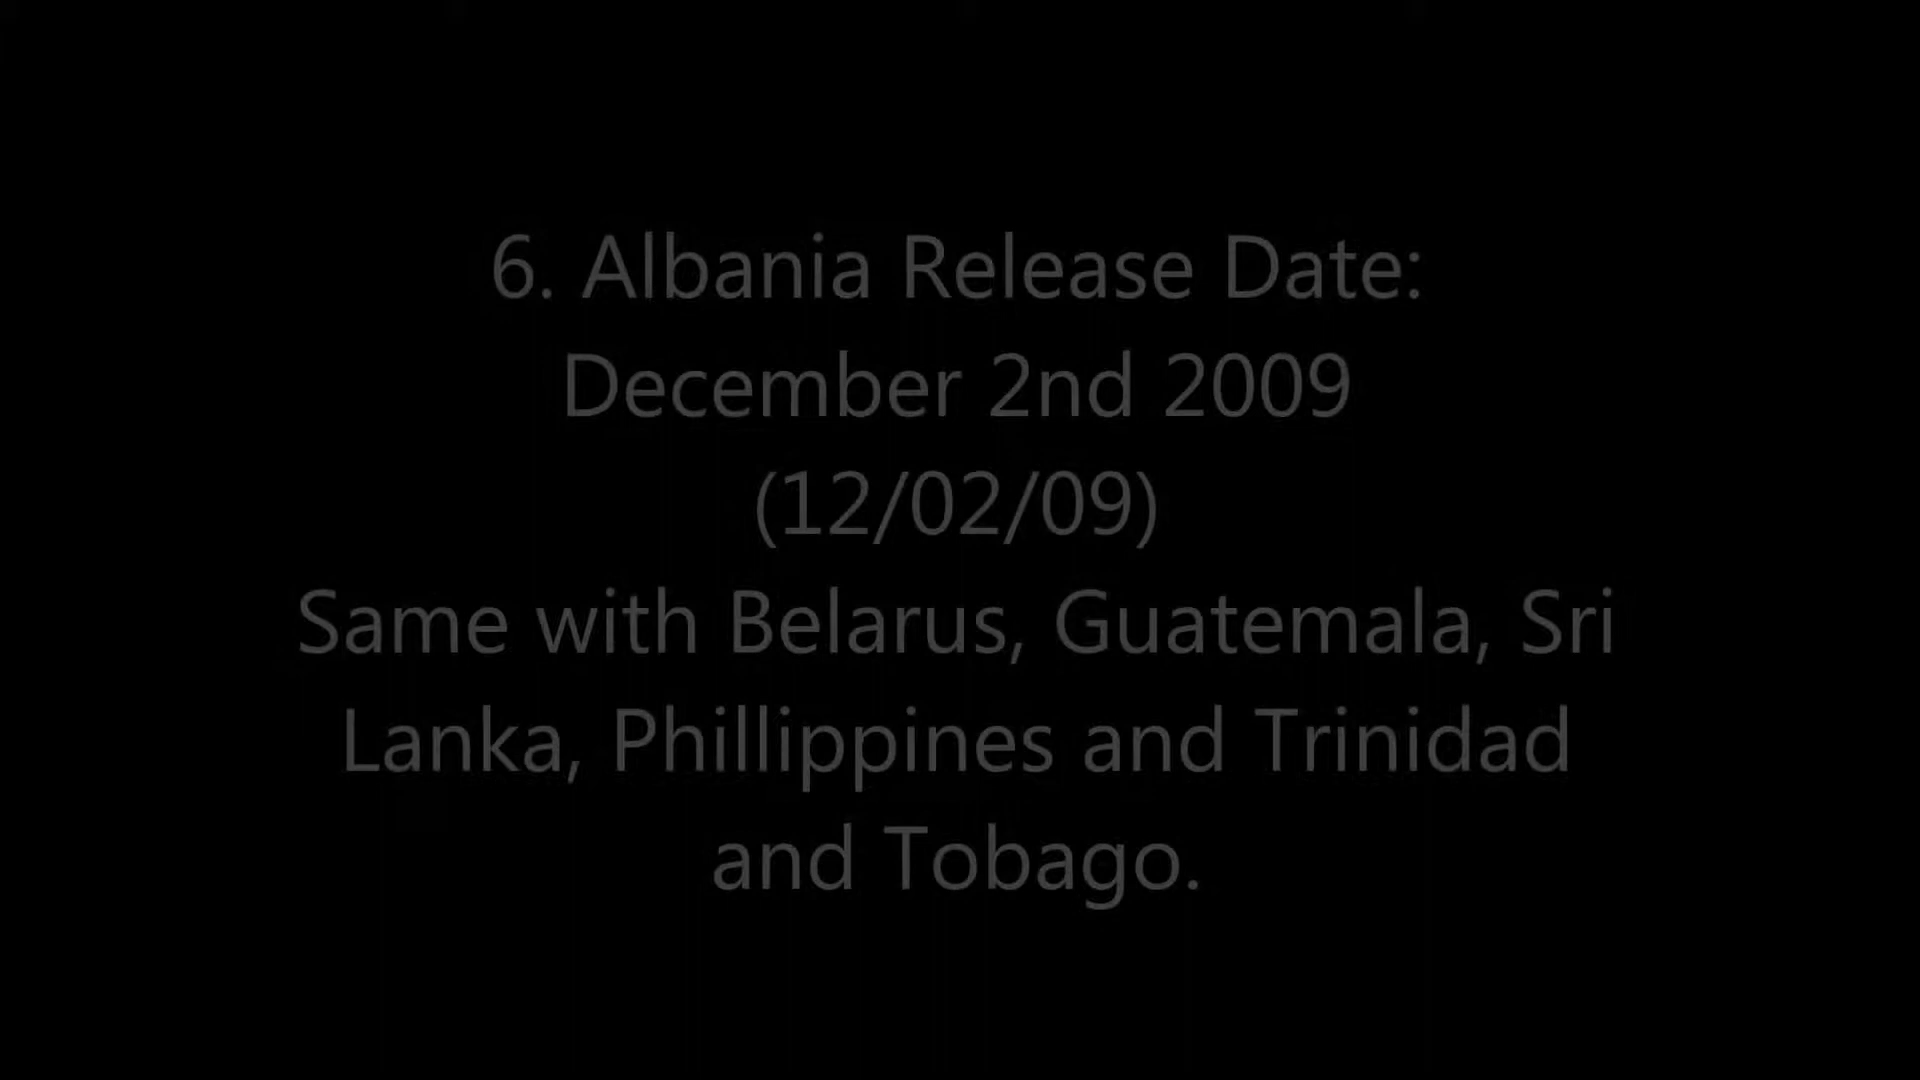 6. Albania Release Date:
December 2nd 2009
(12/02/09)
Same with Belarus, Guatemala, Sri
Lanka, Phillippines and Trinidad
and Tobago.